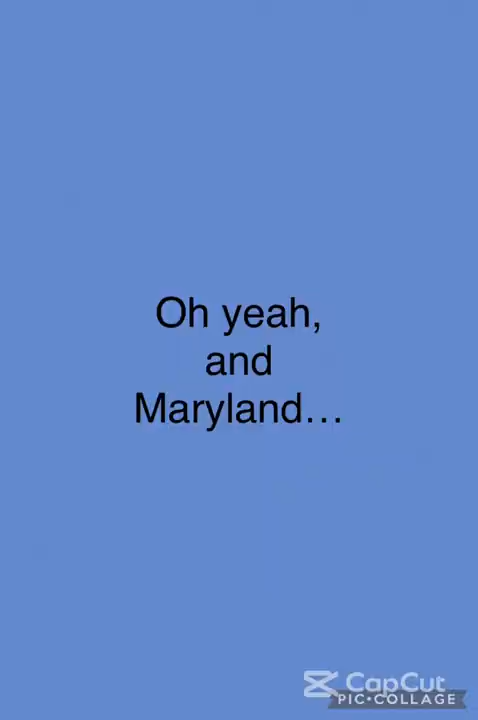 Oh yeah,
and
Maryland…
CapCut
PIC•COLLAGE